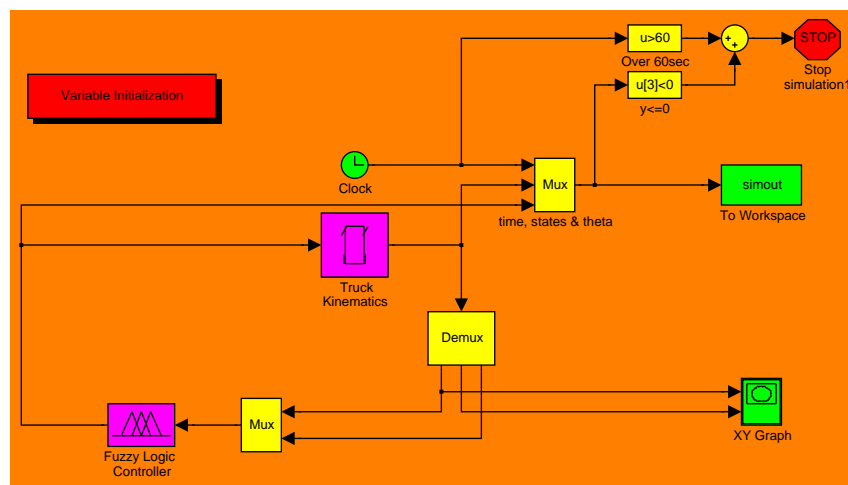 u>60
STOP
Over 60sec
Stop
simulation1
Variable Initialization
u[3]<0
y<=0
Clock
Mux
simout
time, states & theta
To Workspace
Truck
Kinematics
Demux
Mux
XY Graph
Fuzzy Logic
Controller